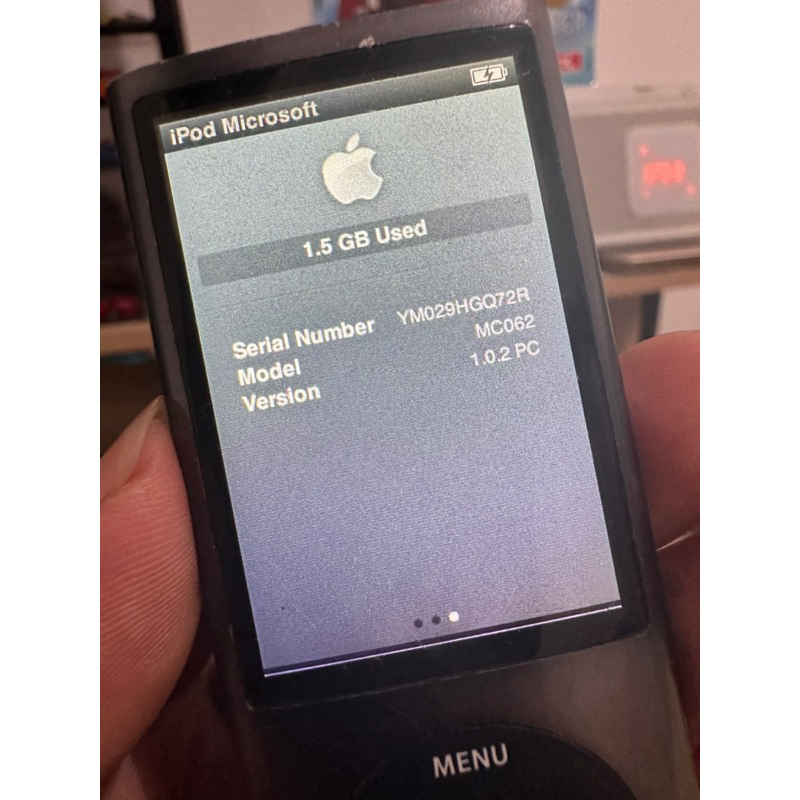 iPod Microsoft
1.5 GB Used
Serial Number YM029HGQ72R
Model MC062
Version 1.0.2 PC
MENU